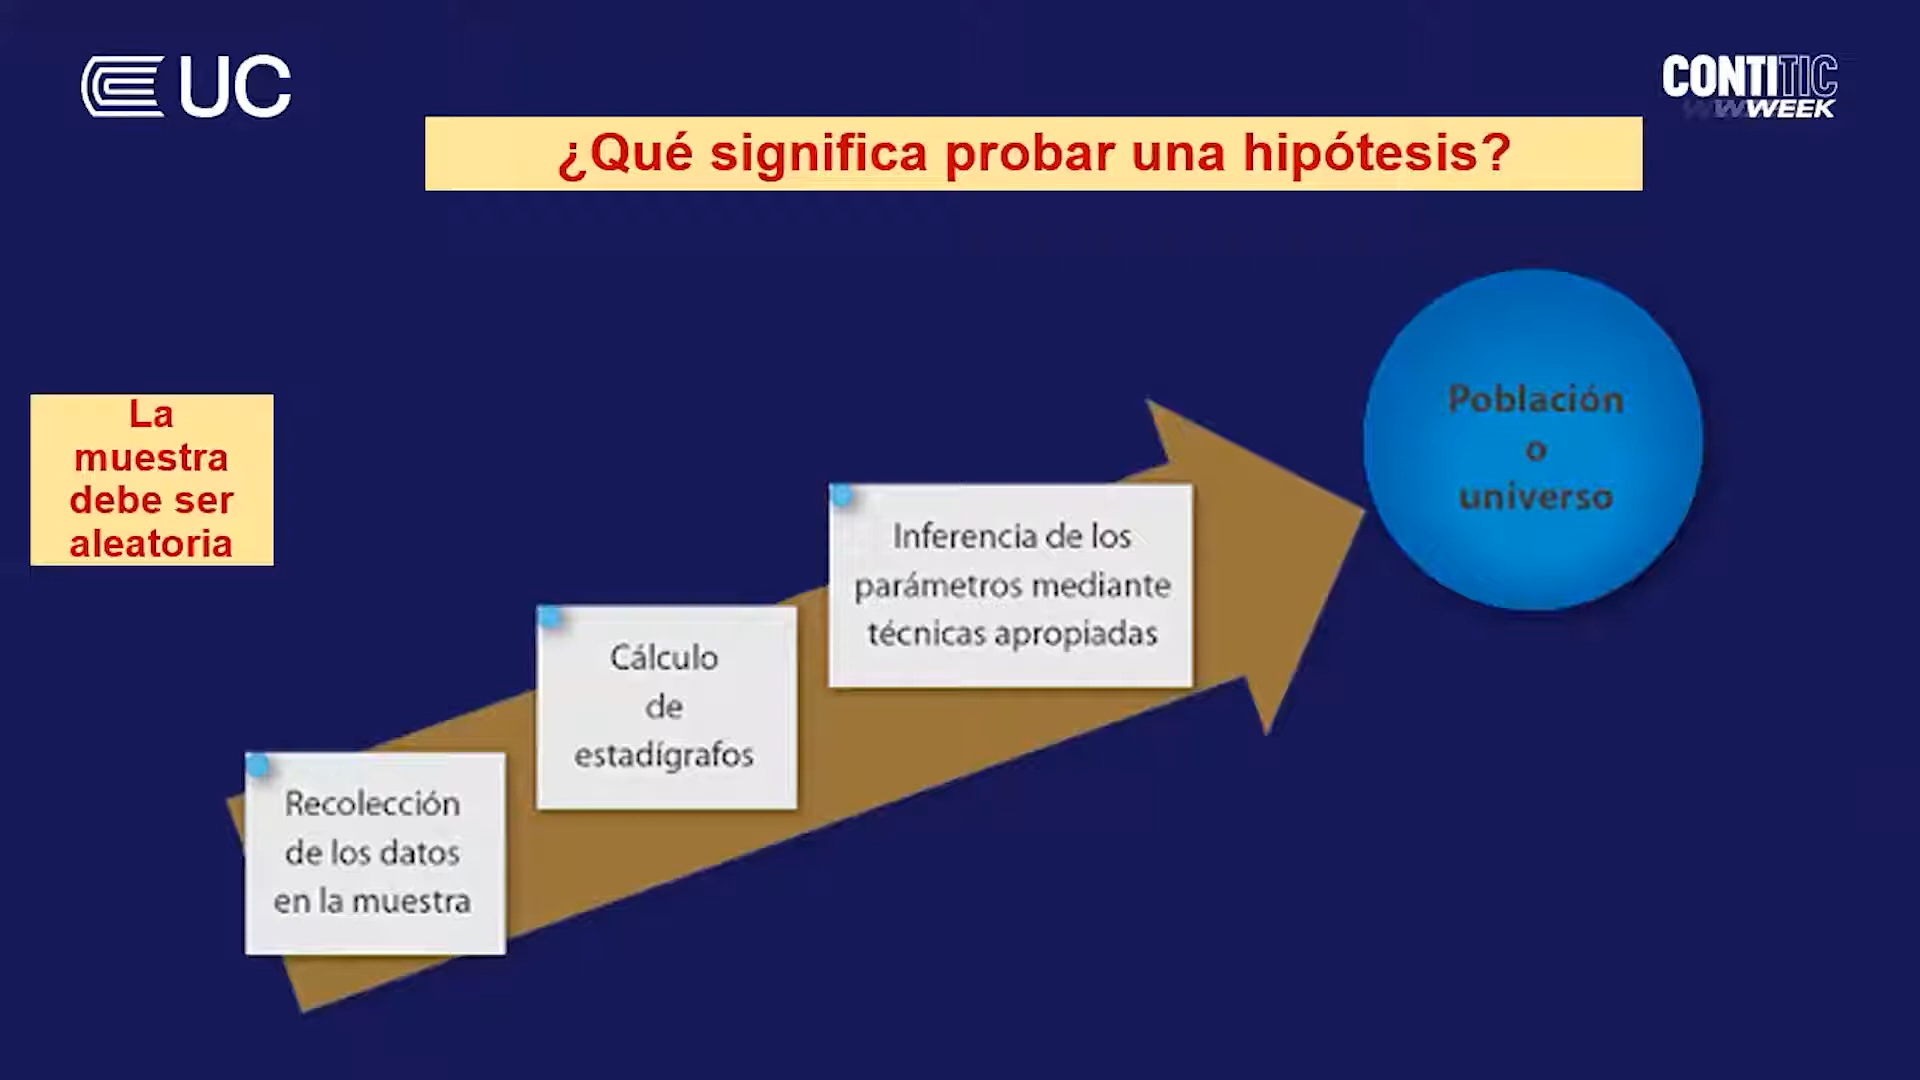 UC
CONTITIC
WEEK
¿Qué significa probar una hipótesis?
La
muestra
debe ser
aleatoria
Población
o
universo
Inferencia de los
parámetros mediante
técnicas apropiadas
Cálculo
de
estadígrafos
Recolección
de los datos
en la muestra